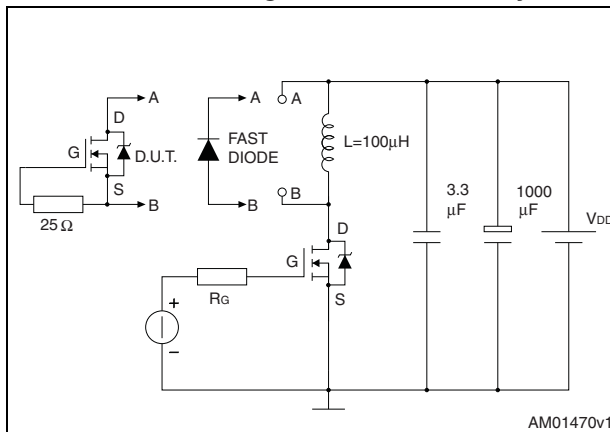 A
A
A
D
G
D.U.T.
FAST
DIODE
L=100µH
S
B
B
B
25 Ω
D
G
S
3.3
µF
1000
µF
VDD
RG
+
−
AM01470v1